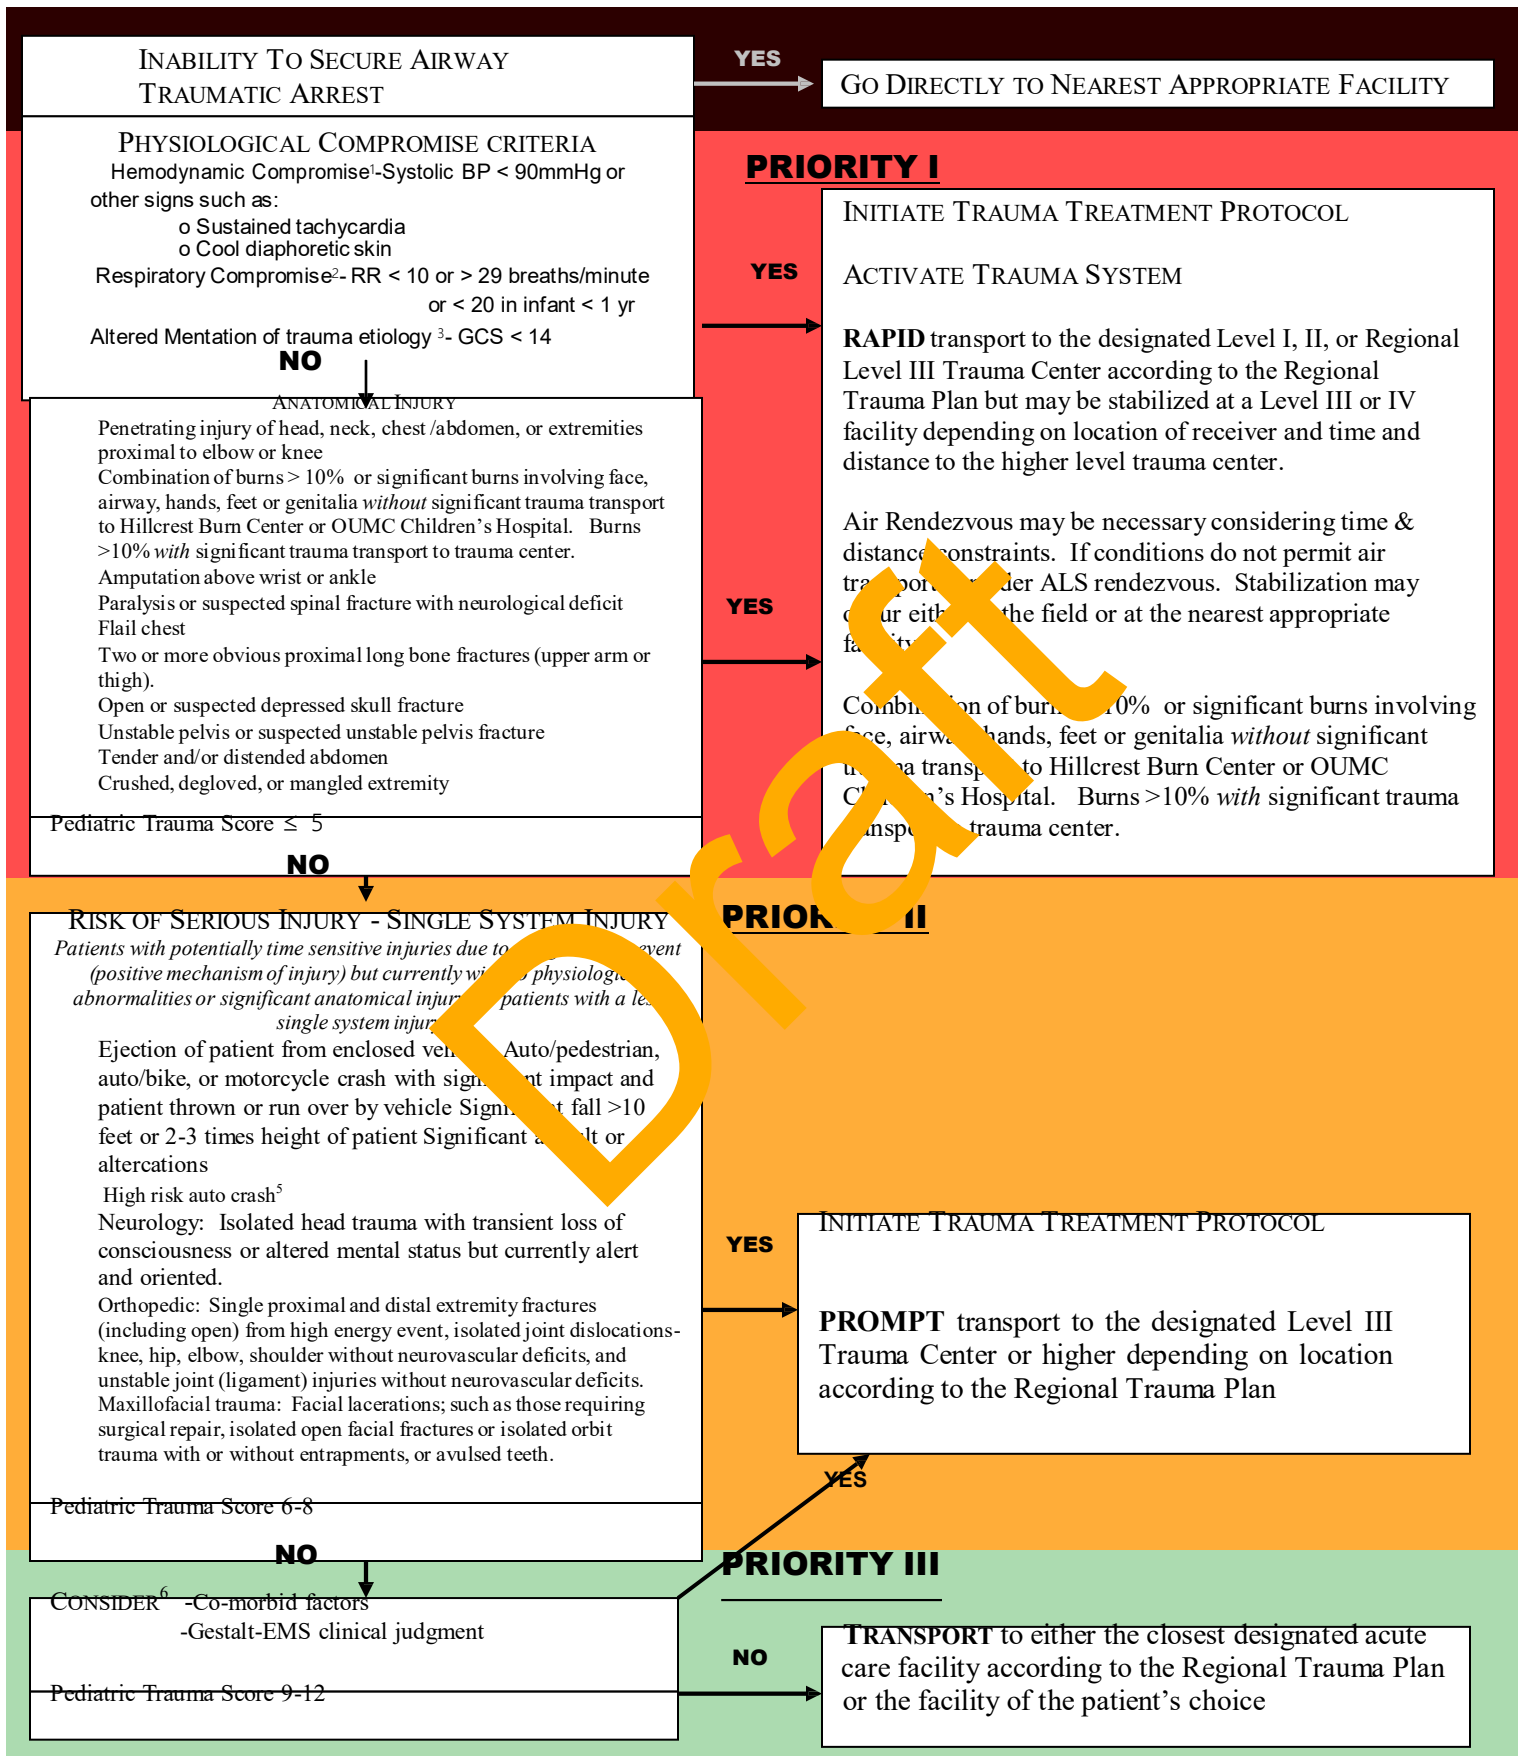 INABILITY TO SECURE AIRWAY
TRAUMATIC ARREST
YES
GO DIRECTLY TO NEAREST APPROPRIATE FACILITY
PHYSIOLOGICAL COMPROMISE CRITERIA
Hemodynamic Compromise1-Systolic BP < 90mmHg or
other signs such as:
o Sustained tachycardia
o Cool diaphoretic skin
Respiratory Compromise2- RR < 10 or > 29 breaths/minute
or < 20 in infant < 1 yr
Altered Mentation of trauma etiology 3- GCS < 14
NO
PRIORITY I
YES
INITIATE TRAUMA TREATMENT PROTOCOL
ACTIVATE TRAUMA SYSTEM
RAPID transport to the designated Level I, II, or Regional
Level III Trauma Center according to the Regional
Trauma Plan but may be stabilized at a Level III or IV
facility depending on location of receiver and time and
distance to the higher level trauma center.
Air Rendezvous may be necessary considering time &
distance constraints. If conditions do not permit air
ALS rendezvous. Stabilization may
the field or at the nearest appropriate
Combination of burns 10% or significant burns involving
face, airway hands, feet or genitalia without significant
trauma transport to Hillcrest Burn Center or OUMC
Children's Hospital. Burns >10% with significant trauma
trauma center.
ANATOMICAL INJURY
Penetrating injury of head, neck, chest /abdomen, or extremities
proximal to elbow or knee
Combination of burns > 10% or significant burns involving face,
airway, hands, feet or genitalia without significant trauma transport
to Hillcrest Burn Center or OUMC Children's Hospital. Burns
>10% with significant trauma transport to trauma center.
Amputation above wrist or ankle
Paralysis or suspected spinal fracture with neurological deficit
Flail chest
Two or more obvious proximal long bone fractures (upper arm or
thigh).
Open or suspected depressed skull fracture
Unstable pelvis or suspected unstable pelvis fracture
Tender and/or distended abdomen
Crushed, degloved, or mangled extremity
YES
Pediatric Trauma Score ≤ 5
NO
Draft
RISK OF SERIOUS INJURY - SINGLE SYSTEM INJURY
Patients with potentially time sensitive injuries due to event
(positive mechanism of injury) but currently physiologic
abnormalities or significant anatomical injury patients with a
single system injury
Ejection of patient from enclosed Auto/pedestrian,
auto/bike, or motorcycle crash with significant impact and
patient thrown or run over by vehicle Significant fall >10
feet or 2-3 times height of patient Significant assault or
altercations
High risk auto crash5
Neurology: Isolated head trauma with transient loss of
consciousness or altered mental status but currently alert
and oriented.
Orthopedic: Single proximal and distal extremity fractures
(including open) from high energy event, isolated joint dislocations-
knee, hip, elbow, shoulder without neurovascular deficits, and
unstable joint (ligament) injuries without neurovascular deficits.
Maxillofacial trauma: Facial lacerations; such as those requiring
surgical repair, isolated open facial fractures or isolated orbit
trauma with or without entrapments, or avulsed teeth.
Pediatric Trauma Score 6-8
NO
PRIORITY II
YES
INITIATE TRAUMA TREATMENT PROTOCOL
PROMPT transport to the designated Level III
Trauma Center or higher depending on location
according to the Regional Trauma Plan
YES
PRIORITY III
CONSIDER6 -Co-morbid factors
-Gestalt-EMS clinical judgment
Pediatric Trauma Score 9-12
NO
TRANSPORT to either the closest designated acute
care facility according to the Regional Trauma Plan
or the facility of the patient's choice